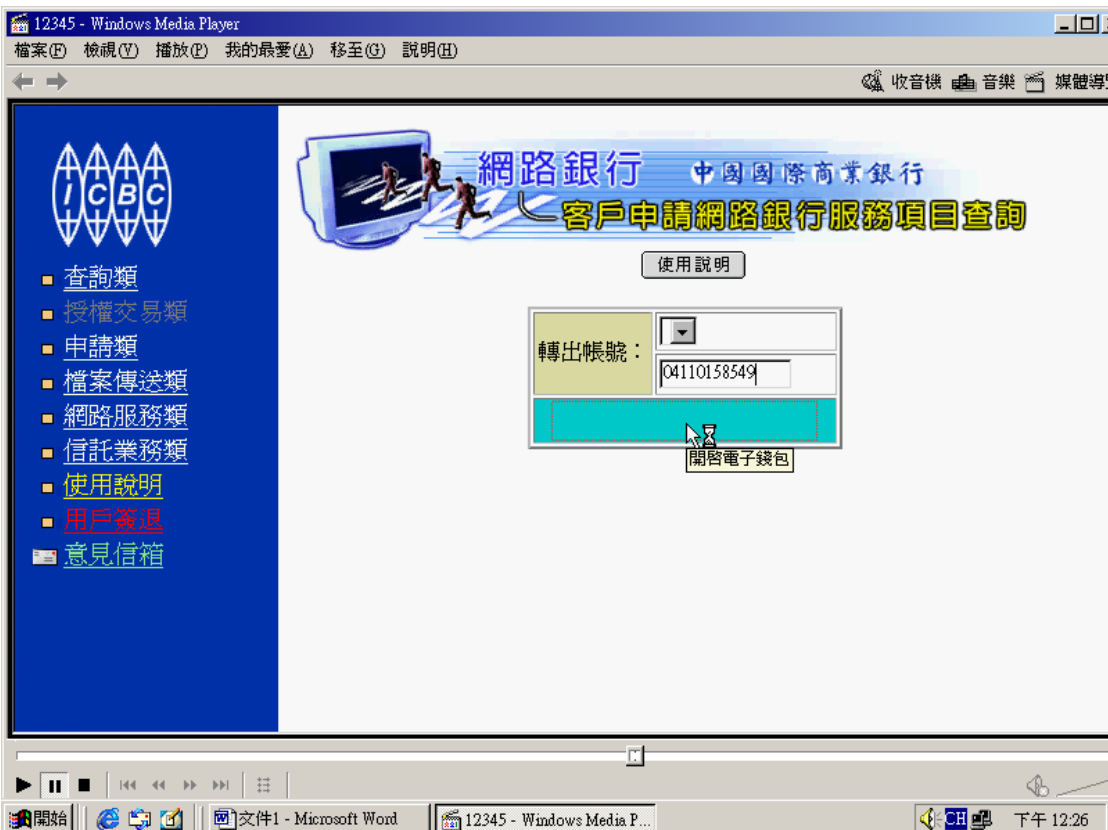 12345 - Windows Media Player
檔案(F) 檢視(V) 播放(P) 我的最愛(A) 移至(G) 說明(H)
收音機 音樂 媒體導
ICBC
網路銀行 中國國際商業銀行
客戶申請網路銀行服務項目查詢
使用說明
查詢類
授權交易類
申請類
檔案傳送類
網路服務類
信託業務類
使用說明
用戶簽退
意見信箱
轉出帳號：
04110158549
開啓電子錢包
開始 文件1 - Microsoft Word 12345 - Windows Media P... CH 下午 12:26